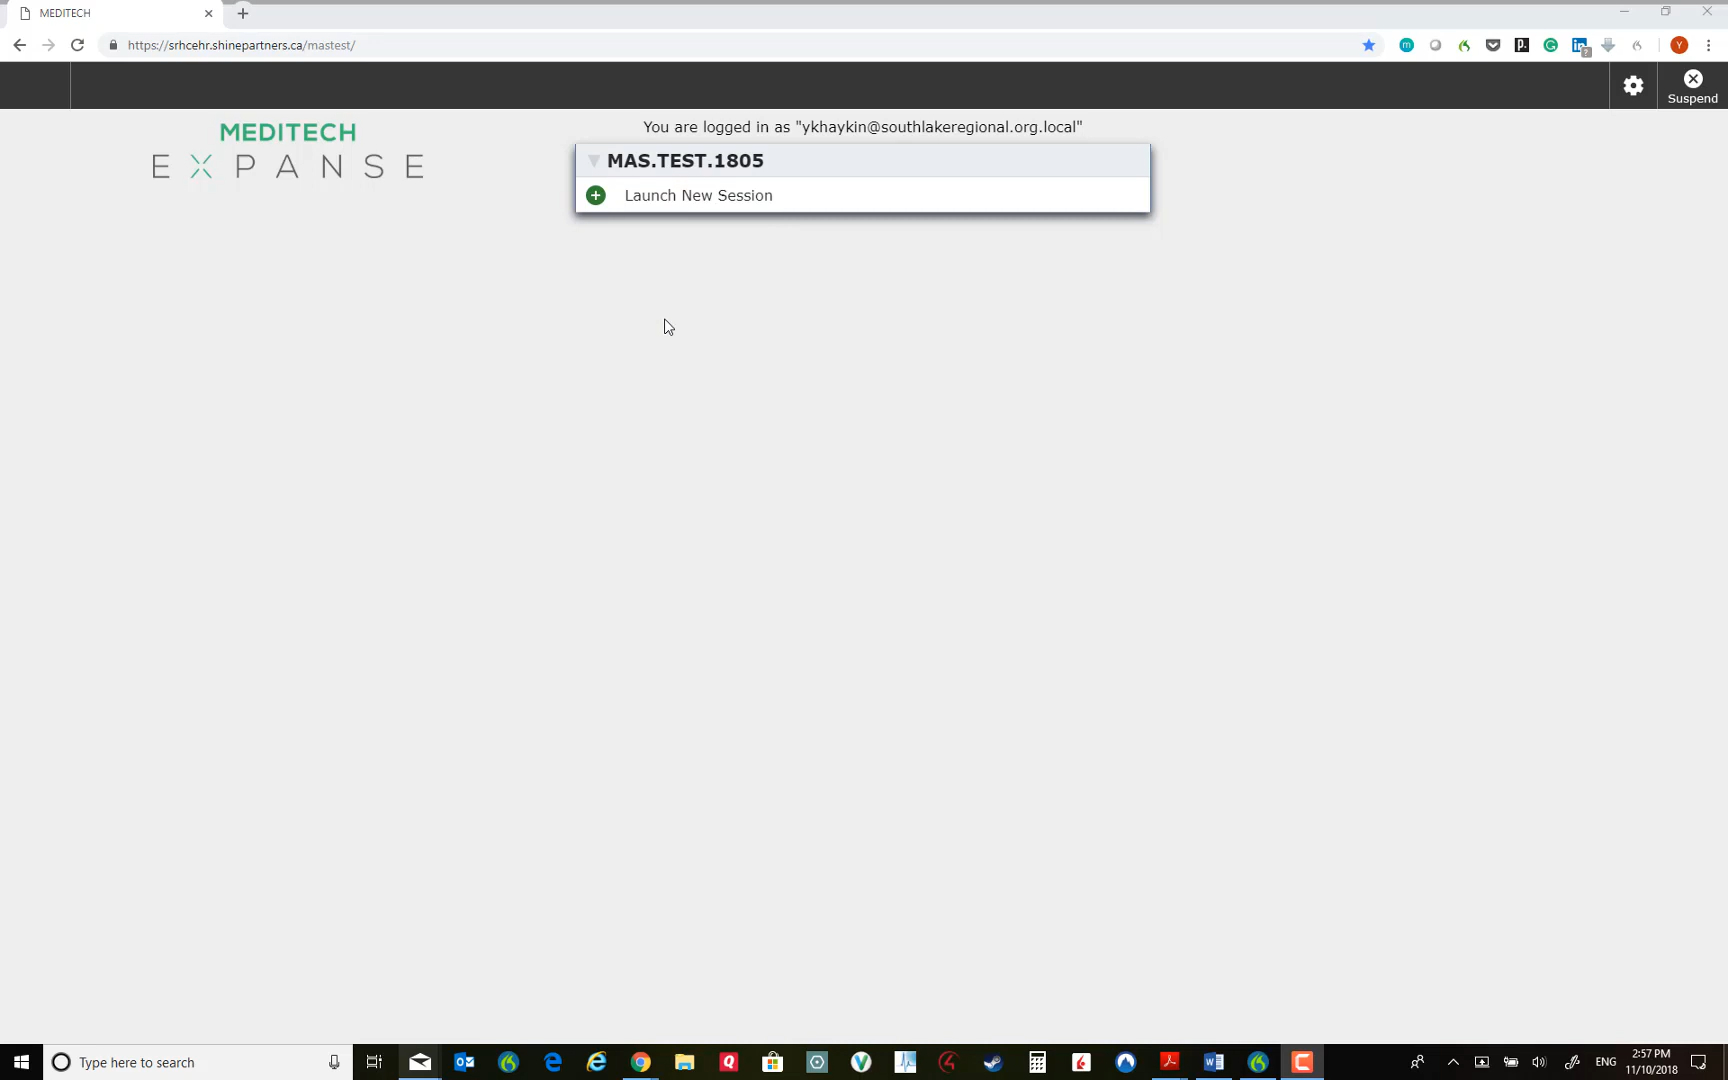 MEDITECH
https://srhcehr.shinepartners.ca/mastest/
Suspend
MEDITECH
EXPANSE
You are logged in as "ykhaykin@southlakeregional.org.local"
MAS.TEST.1805
Launch New Session
Type here to search
ENG
2:57 PM
11/10/2018